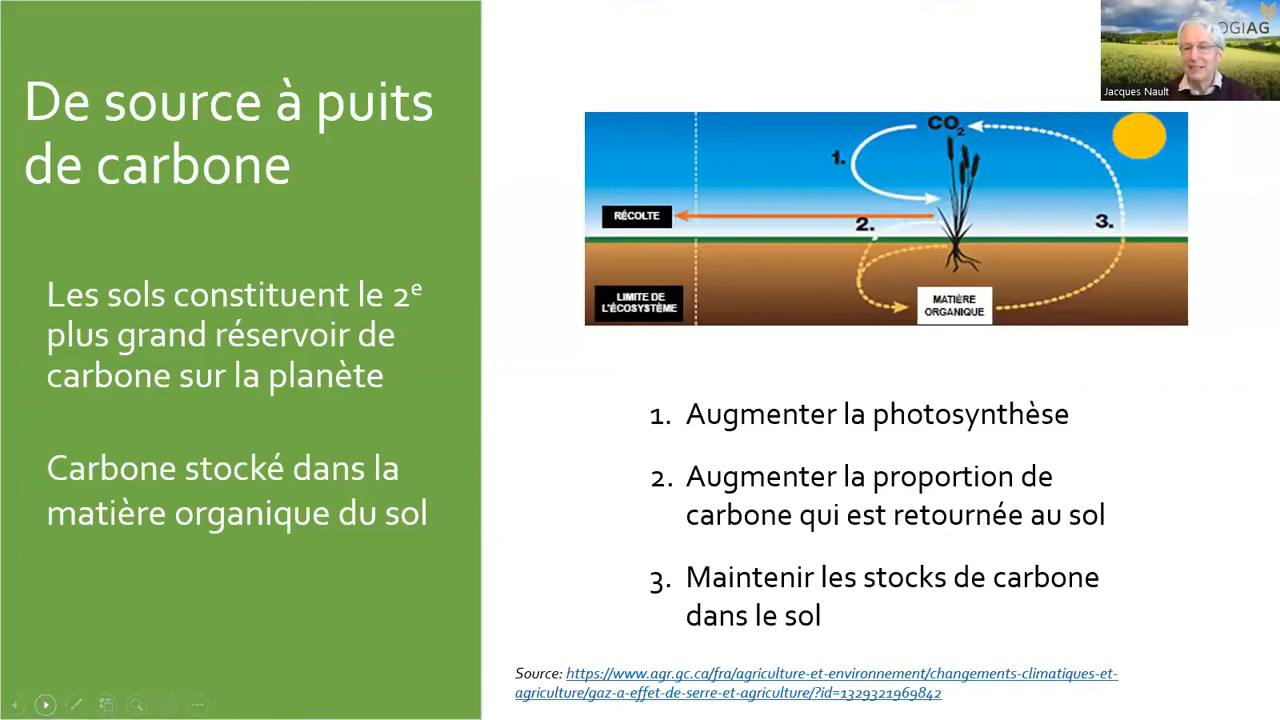 De source à puits
de carbone
Les sols constituent le 2e
plus grand réservoir de
carbone sur la planète
Carbone stocké dans la
matière organique du sol
OGIAG
Jacques Nault
CO2
1.
RÉCOLTE
2.
3.
LIMITE DE
L'ÉCOSYSTÈME
MATIÈRE
ORGANIQUE
1. Augmenter la photosynthèse
2. Augmenter la proportion de
carbone qui est retournée au sol
3. Maintenir les stocks de carbone
dans le sol
Source: https://www.agr.gc.ca/fra/agriculture-et-environnement/changements-climatiques-et-
agriculture/gaz-a-effet-de-serre-et-agriculture/?id=1329321969842